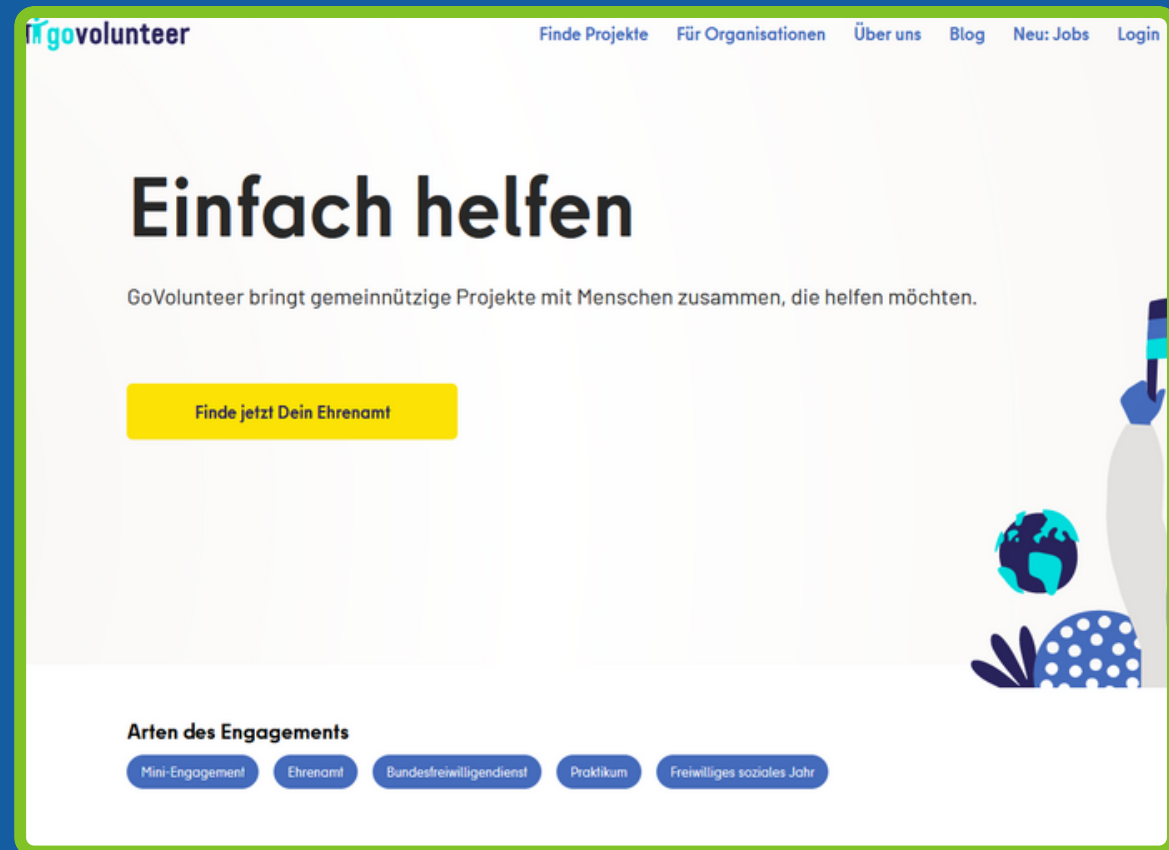 govolunteer
Finde Projekte Für Organisationen Über uns Blog Neu: Jobs Login
Einfach helfen
GoVolunteer bringt gemeinnützige Projekte mit Menschen zusammen, die helfen möchten.
Finde jetzt Dein Ehrenamt
Arten des Engagements
Mini-Engagement Ehrenamt Bundesfreiwilligendienst Praktikum Freiwilliges soziales Jahr